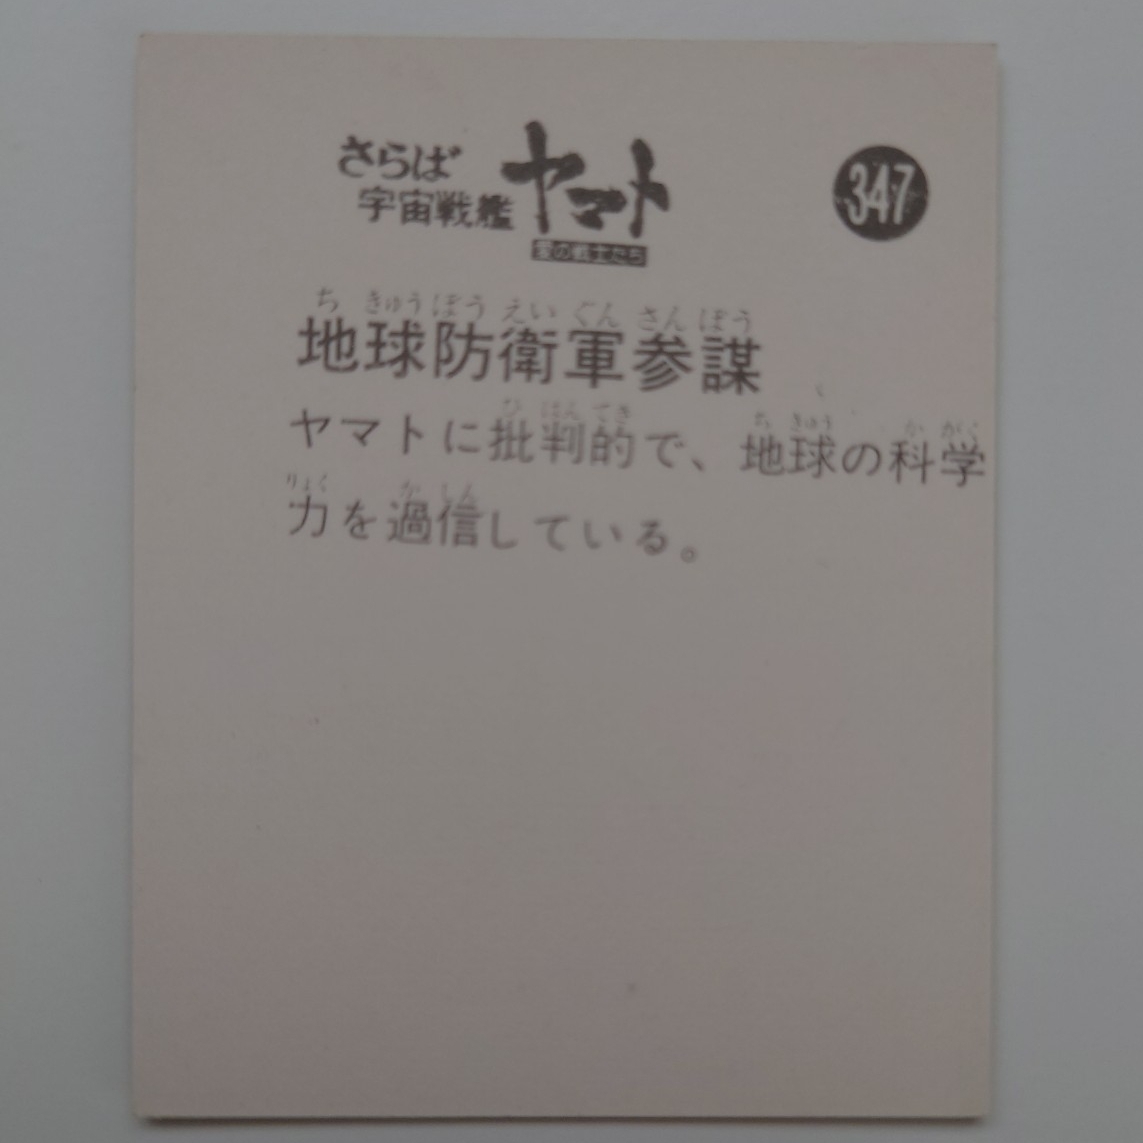 さらば
宇宙戦艦
ヤマト
愛の戦士たち
347
ち きゅう ぼう えい ぐん さん ぼう
地球防衛軍参謀
ひ はん てき ち きゅう か がく
ヤマトに批判的で、地球の科学
りょく か しん
力を過信している。